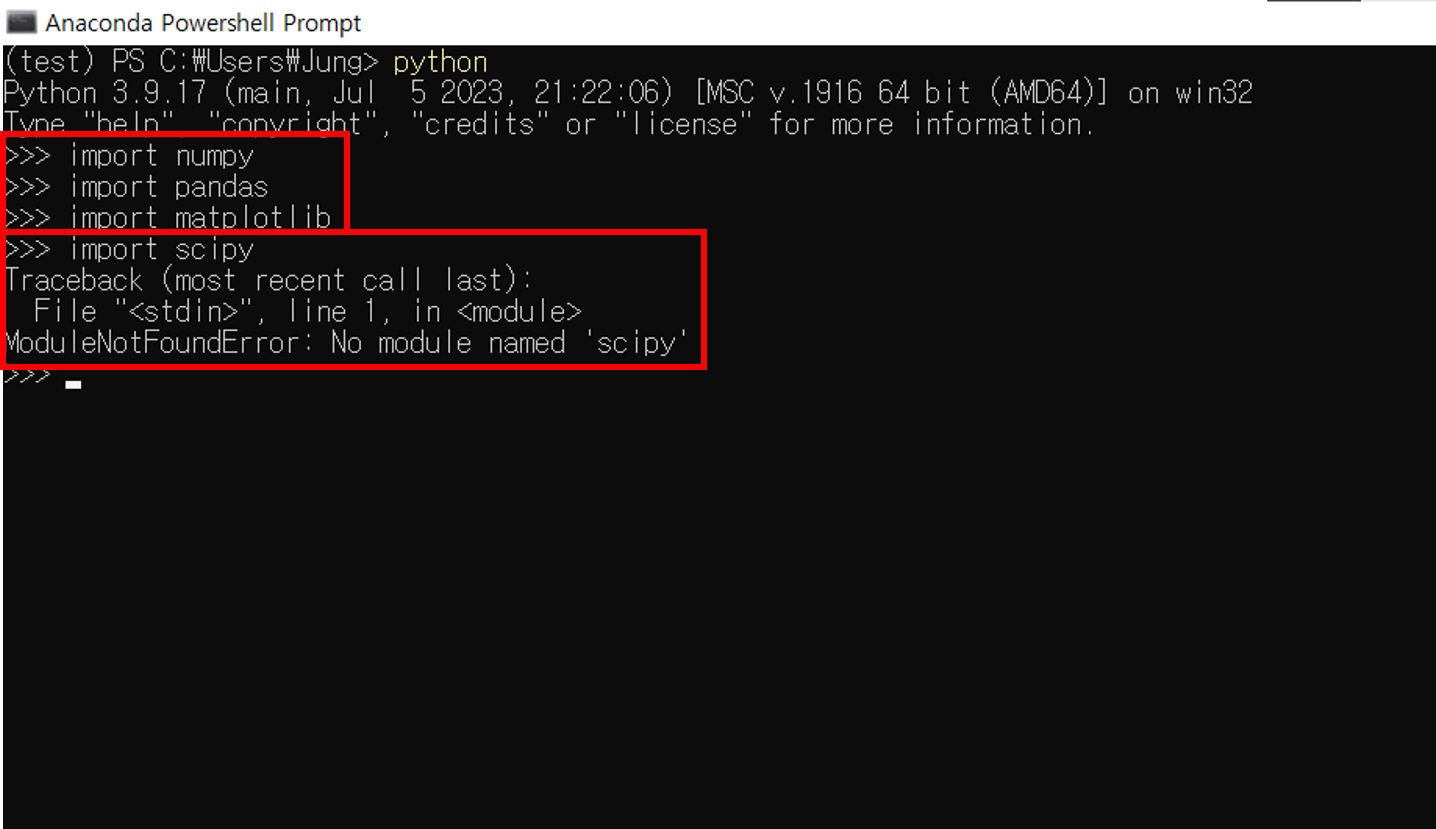 Anaconda Powershell Prompt
(test) PS C:₩Users₩Jung> python
Python 3.9.17 (main, Jul  5 2023, 21:22:06) [MSC v.1916 64 bit (AMD64)] on win32
Type "help", "copyright", "credits" or "license" for more information.
>>> import numpy
>>> import pandas
>>> import matplotlib
>>> import scipy
Traceback (most recent call last):
  File "<stdin>", line 1, in <module>
ModuleNotFoundError: No module named 'scipy'
>>>